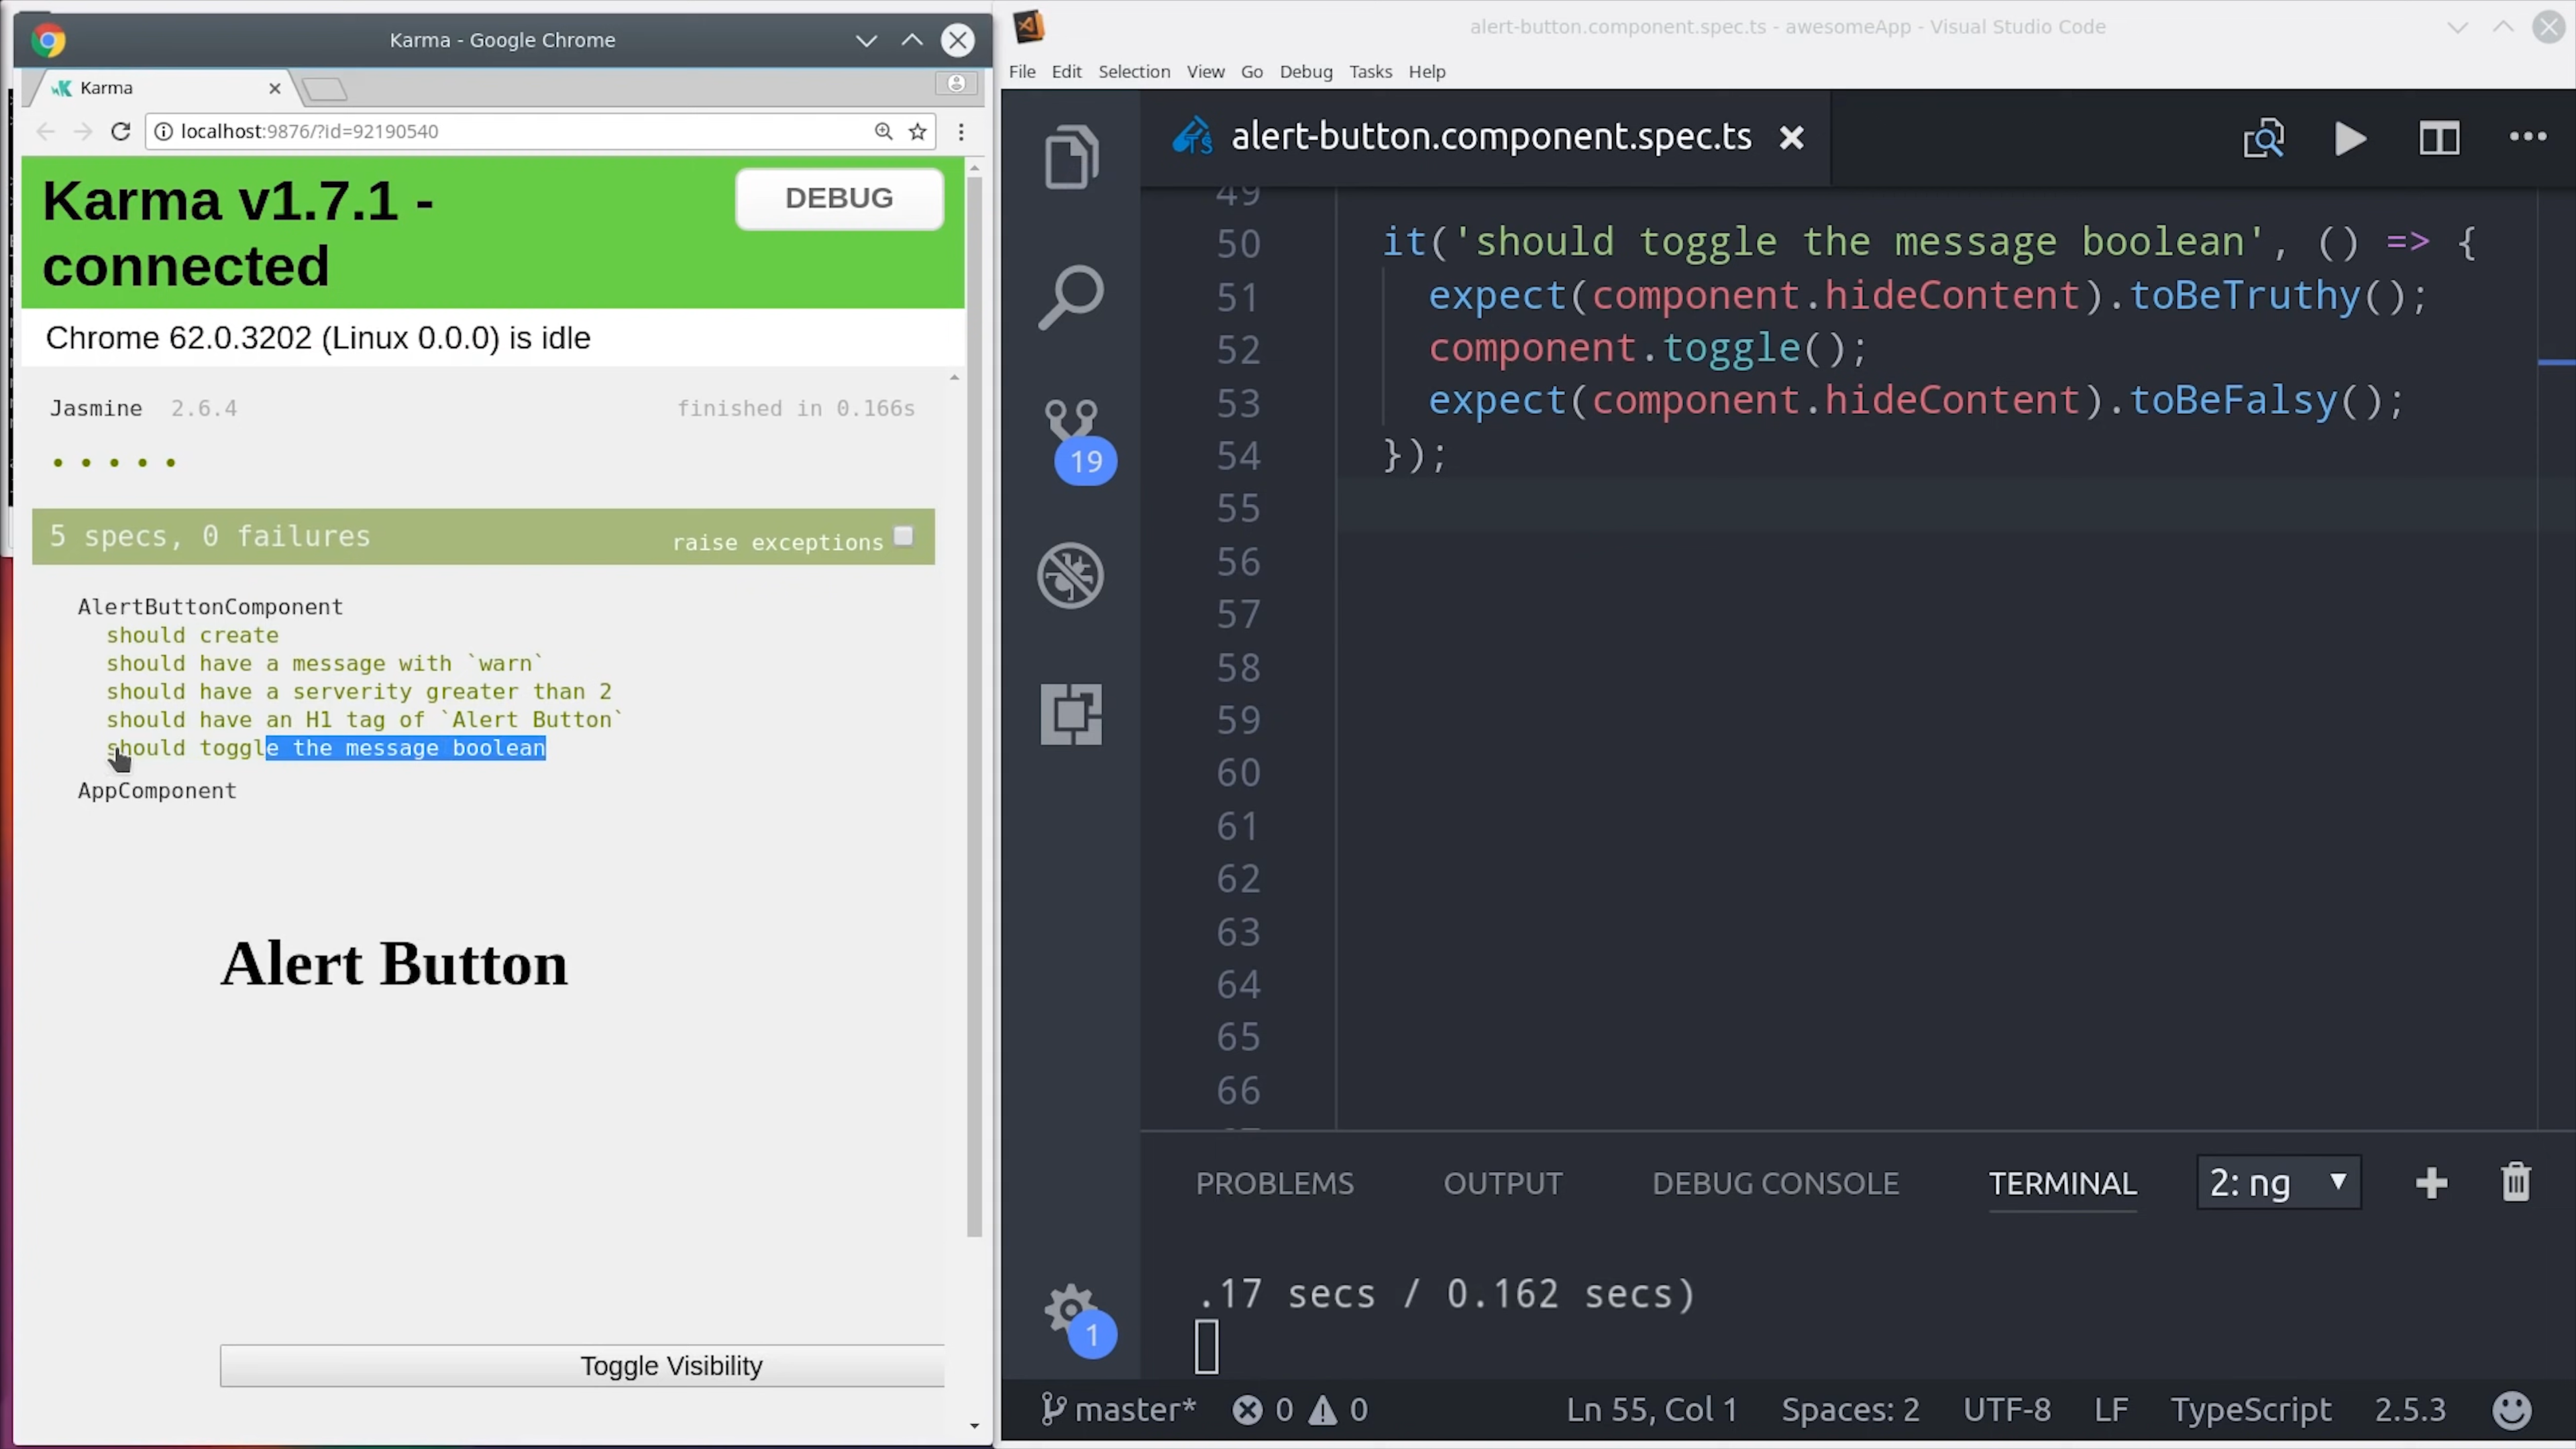 Karma - Google Chrome
Karma
localhost:9876/?id=92190540
Karma v1.7.1 -
connected
DEBUG
Chrome 62.0.3202 (Linux 0.0.0) is idle
Jasmine 2.6.4
finished in 0.166s
• • • • •
5 specs, 0 failures
raise exceptions
AlertButtonComponent
should create
should have a message with `warn`
should have a serverity greater than 2
should have an H1 tag of `Alert Button`
should toggle the message boolean
AppComponent
Alert Button
Toggle Visibility
alert-button.component.spec.ts - awesomeApp - Visual Studio Code
File Edit Selection View Go Debug Tasks Help
alert-button.component.spec.ts
19
49
50 it('should toggle the message boolean', () => {
51 expect(component.hideContent).toBeTruthy();
52 component.toggle();
53 expect(component.hideContent).toBeFalsy();
54 });
55
56
57
58
59
60
61
62
63
64
65
66
PROBLEMS OUTPUT DEBUG CONSOLE TERMINAL 2: ng
.17 secs / 0.162 secs)
1
master* 0 0 Ln 55, Col 1 Spaces: 2 UTF-8 LF TypeScript 2.5.3